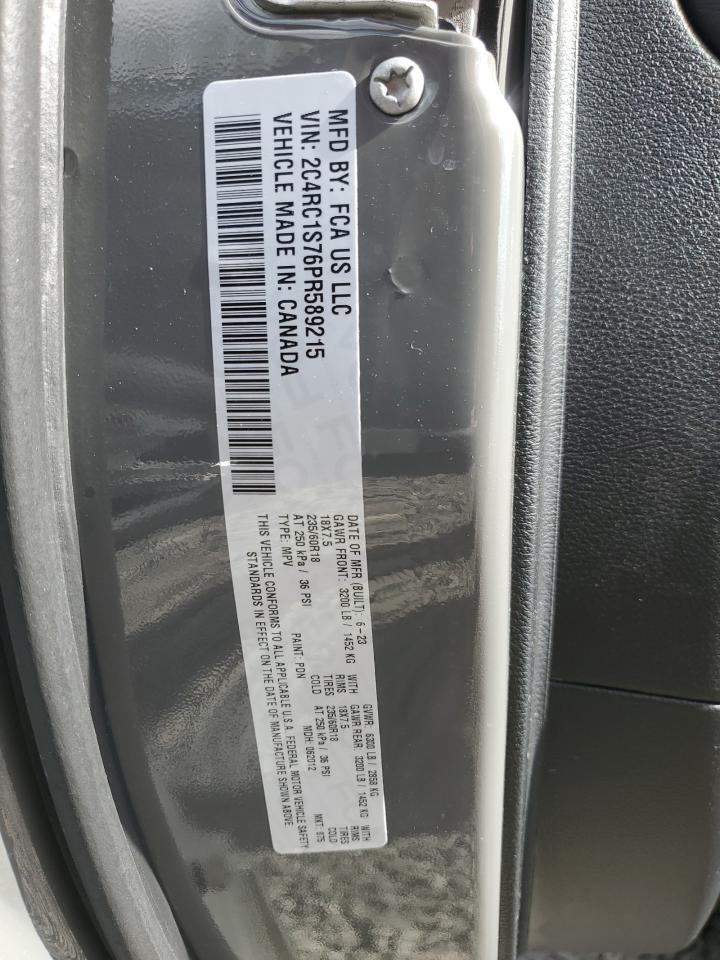 MFD BY: FCA US LLC
VIN: 2C4RC1S76PR589215
VEHICLE MADE IN: CANADA
DATE OF MFR (BUILT): 6-23 GVWR: 6300 LB / 2858 KG
GAWR FRONT: 3200 LB / 1452 KG WITH GAWR REAR: 3200 LB / 1452 KG WITH
18X7.5 RIMS 18X7.5 RIMS
235/60R18 TIRES 235/60R18 TIRES
AT 250 kPa / 36 PSI COLD AT 250 kPa / 36 PSI COLD
TYPE: MPV PAINT: PDN MDH: 062012 MKT: 875
THIS VEHICLE CONFORMS TO ALL APPLICABLE U.S.A. FEDERAL MOTOR VEHICLE SAFETY
STANDARDS IN EFFECT ON THE DATE OF MANUFACTURE SHOWN ABOVE